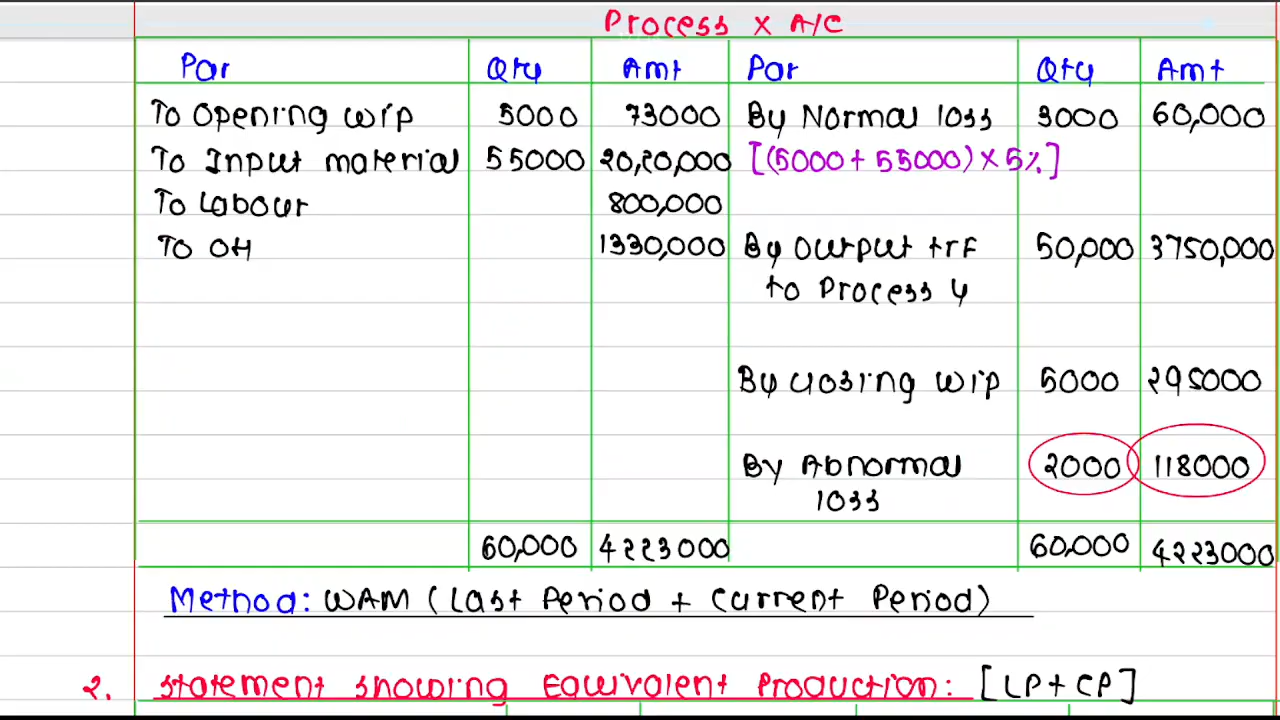 Process X A/C
Par Qty Amt Par Qty Amt
To Opening WIP 5000 73000 By Normal loss 3000 60,000
To Input material 55000 20,20,000 [(5000 + 55000) × 5%]
To Labour 800,000
To OH 1330,000 By Output trf 50,000 3750,000
to Process Y
By Closing WIP 5000 295000
By Abnormal 2000 118000
loss
60,000 4223000 60,000 4223000
Method: WAM (Last Period + Current Period)
2. Statement showing Equivalent Production: [LP + CP]